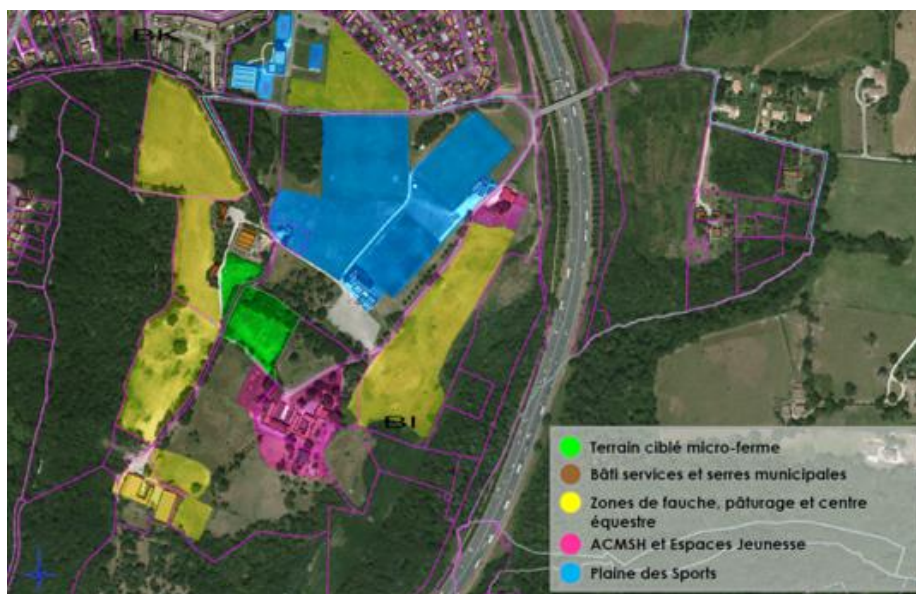 BK
BI
Terrain ciblé micro-ferme
Bâti services et serres municipales
Zones de fauche, pâturage et centre
équestre
ACMSH et Espaces Jeunesse
Plaine des Sports